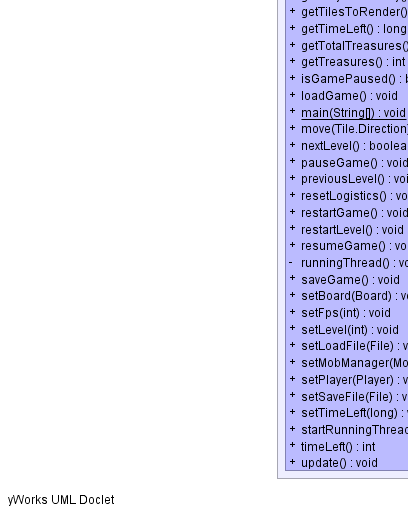 + getTilesToRender()
+ getTimeLeft() : long
+ getTotalTreasures()
+ getTreasures() : int
+ isGamePaused() :
+ loadGame() : void
+ main(String[]) : void
+ move(Tile.Direction)
+ nextLevel() : boolea
+ pauseGame() : void
+ previousLevel() : voi
+ resetLogistics() : vo
+ restartGame() : void
+ restartLevel() : void
+ resumeGame() : vo
- runningThread() : vo
+ saveGame() : void
+ setBoard(Board) : v
+ setFps(int) : void
+ setLevel(int) : void
+ setLoadFile(File) : v
+ setMobManager(Mo
+ setPlayer(Player) : v
+ setSaveFile(File) : v
+ setTimeLeft(long) :
+ startRunningThread
+ timeLeft() : int
+ update() : void
yWorks UML Doclet